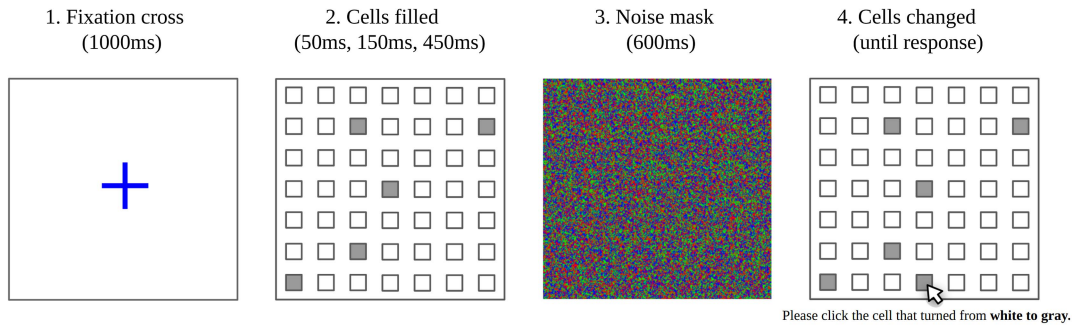 1. Fixation cross
(1000ms)
2. Cells filled
(50ms, 150ms, 450ms)
3. Noise mask
(600ms)
4. Cells changed
(until response)
Please click the cell that turned from white to gray.